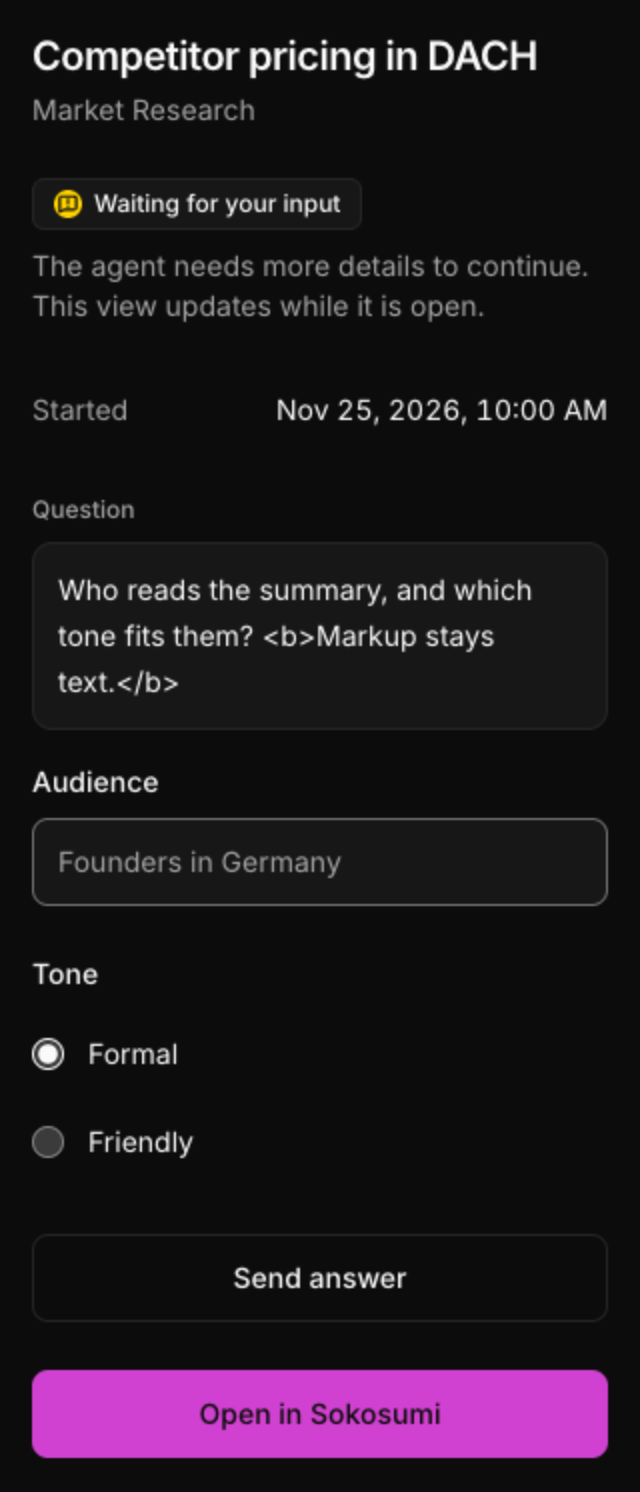 Competitor pricing in DACH
Market Research
Waiting for your input
The agent needs more details to continue.
This view updates while it is open.
Started Nov 25, 2026, 10:00 AM
Question
Who reads the summary, and which
tone fits them? <b>Markup stays
text.</b>
Audience
Founders in Germany
Tone
Formal
Friendly
Send answer
Open in Sokosumi